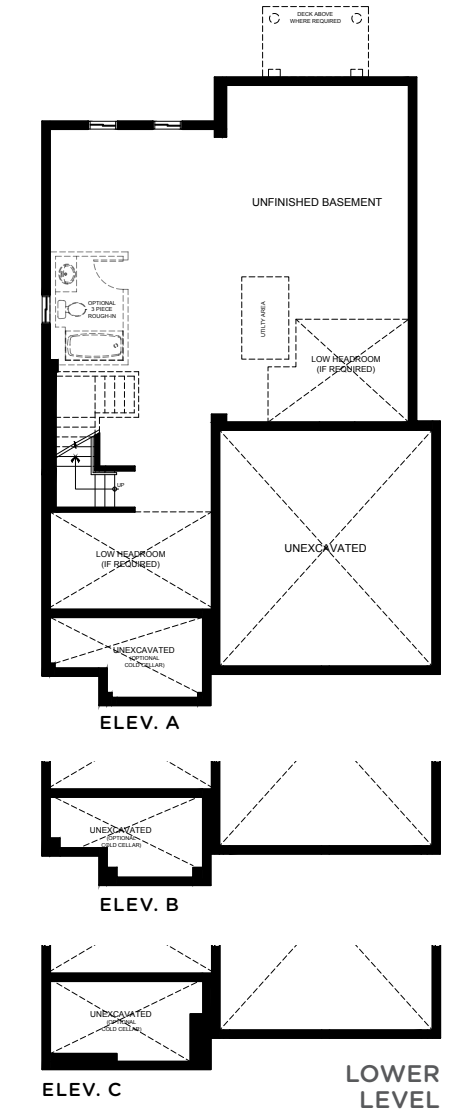 DECK ABOVE
WHERE REQUIRED
UNFINISHED BASEMENT
OPTIONAL
3 PIECE
ROUGH-IN
UTILTY AREA
LOW HEADROOM
(IF REQUIRED)
UP
LOW HEADROOM
(IF REQUIRED)
UNEXCAVATED
UNEXCAVATED
(OPTIONAL
COLD CELLAR)
ELEV. A
UNEXCAVATED
(OPTIONAL
COLD CELLAR)
ELEV. B
UNEXCAVATED
(OPTIONAL
COLD CELLAR)
ELEV. C
LOWER
LEVEL